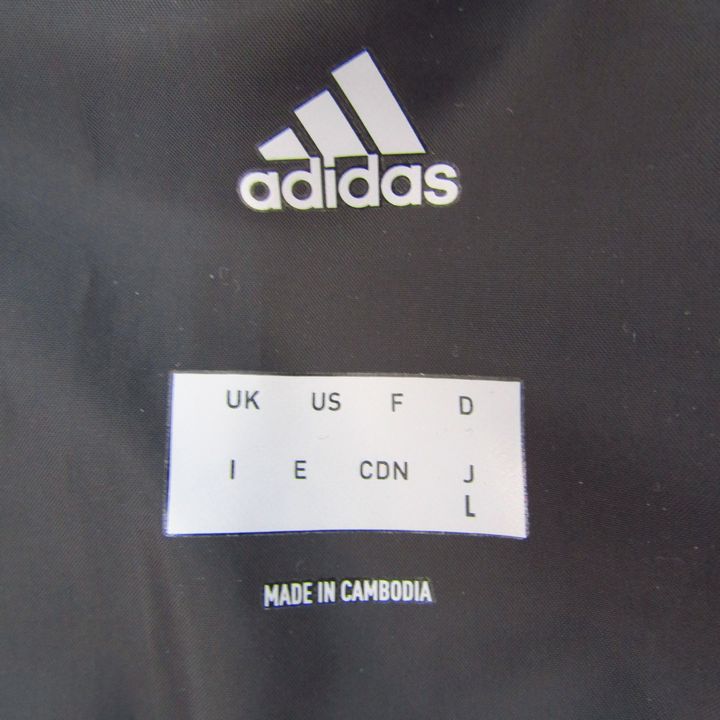 adidas
UK US F D
I E CDN J
L
MADE IN CAMBODIA